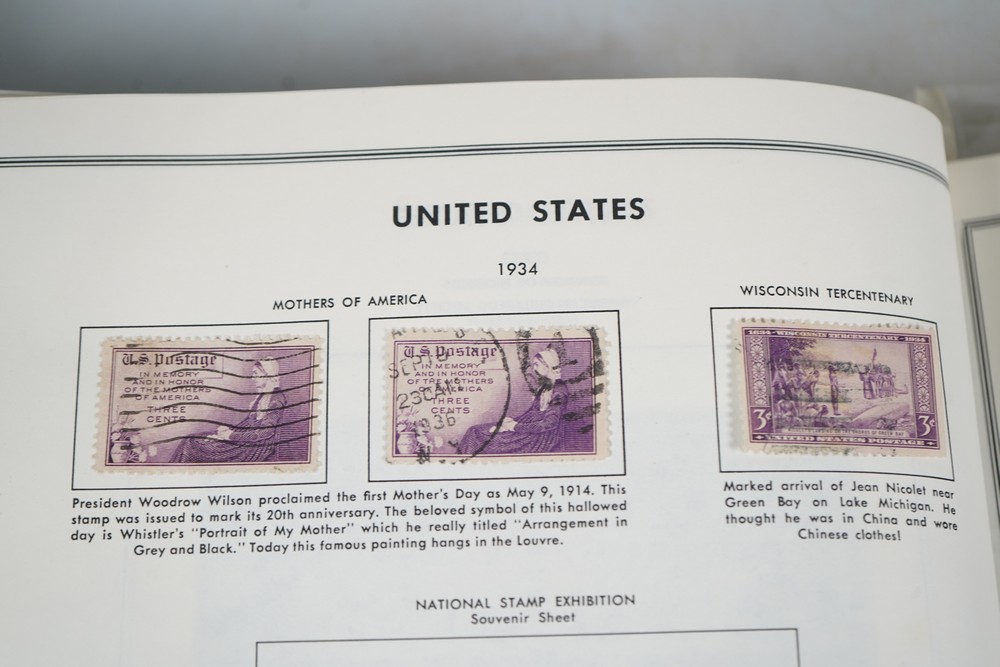 UNITED STATES
1934
MOTHERS OF AMERICA
WISCONSIN TERCENTENARY
U.S. Postage
IN MEMORY
AND IN HONOR
OF THE MOTHERS
OF AMERICA
THREE
CENTS
U.S. Postage
IN MEMORY
AND IN HONOR
OF THE MOTHERS
OF AMERICA
THREE
CENTS
1936
1634 - WISCONSIN TERCENTENARY - 1934
3¢ 3¢
UNITED STATES POSTAGE
President Woodrow Wilson proclaimed the first Mother's Day as May 9, 1914. This
stamp was issued to mark its 20th anniversary. The beloved symbol of this hallowed
day is Whistler's "Portrait of My Mother" which he really titled "Arrangement in
Grey and Black." Today this famous painting hangs in the Louvre.
Marked arrival of Jean Nicolet near
Green Bay on Lake Michigan. He
thought he was in China and wore
Chinese clothes!
NATIONAL STAMP EXHIBITION
Souvenir Sheet